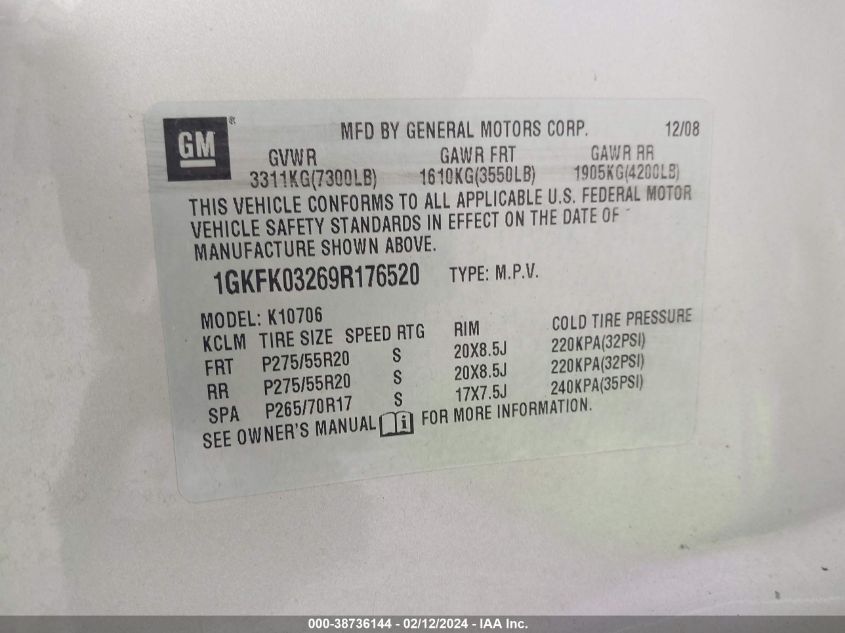 GM ® MFD BY GENERAL MOTORS CORP. 12/08
GVWR GAWR FRT GAWR RR
3311KG(7300LB) 1610KG(3550LB) 1905KG(4200LB)
THIS VEHICLE CONFORMS TO ALL APPLICABLE U.S. FEDERAL MOTOR
VEHICLE SAFETY STANDARDS IN EFFECT ON THE DATE OF
MANUFACTURE SHOWN ABOVE.
1GKFK03269R176520 TYPE: M.P.V.
MODEL: K10706
KCLM TIRE SIZE SPEED RTG RIM COLD TIRE PRESSURE
FRT P275/55R20 S 20X8.5J 220KPA(32PSI)
RR P275/55R20 S 20X8.5J 220KPA(32PSI)
SPA P265/70R17 S 17X7.5J 240KPA(35PSI)
SEE OWNER'S MANUAL i FOR MORE INFORMATION.
000-38736144 - 02/12/2024 - IAA Inc.